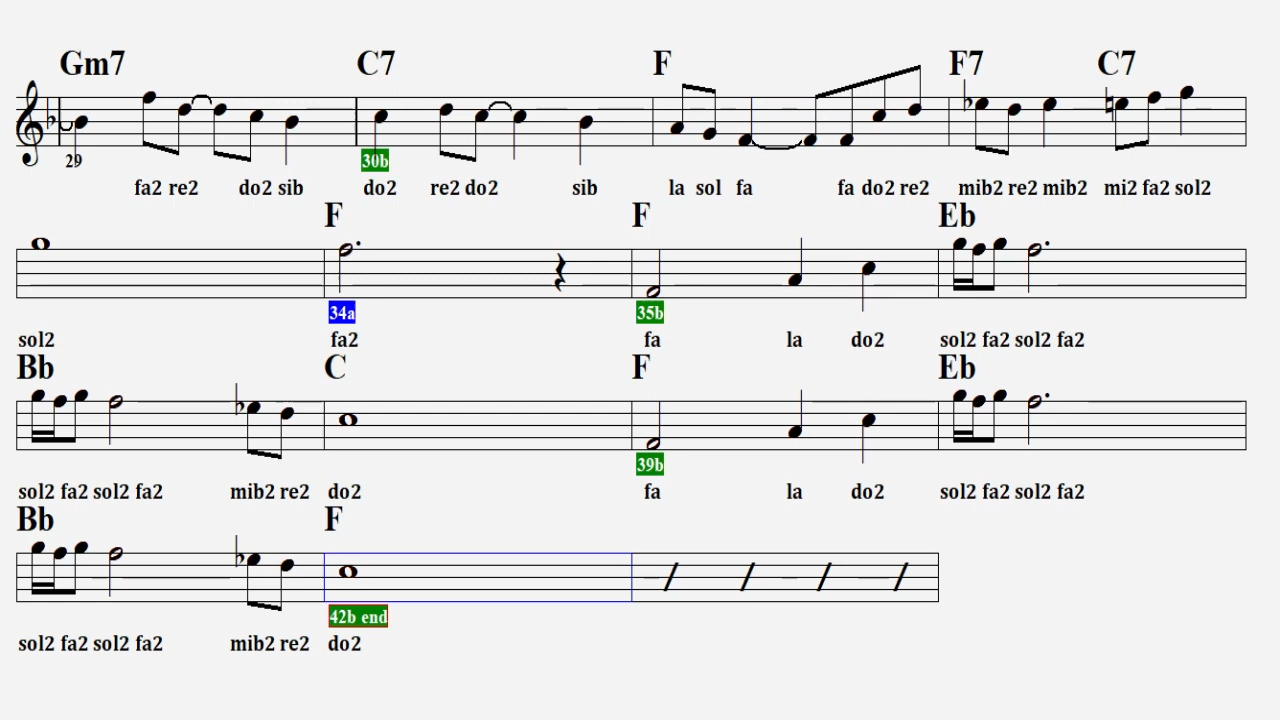 Gm7 C7 F F7 C7
29 30b
fa2 re2 do2 sib do2 re2 do2 sib la sol fa fa do2 re2 mib2 re2 mib2 mi2 fa2 sol2
F F Eb
34a 35b
sol2 fa2 fa la do2 sol2 fa2 sol2 fa2
Bb C F Eb
39b
sol2 fa2 sol2 fa2 mib2 re2 do2 fa la do2 sol2 fa2 sol2 fa2
Bb F
42b end
sol2 fa2 sol2 fa2 mib2 re2 do2